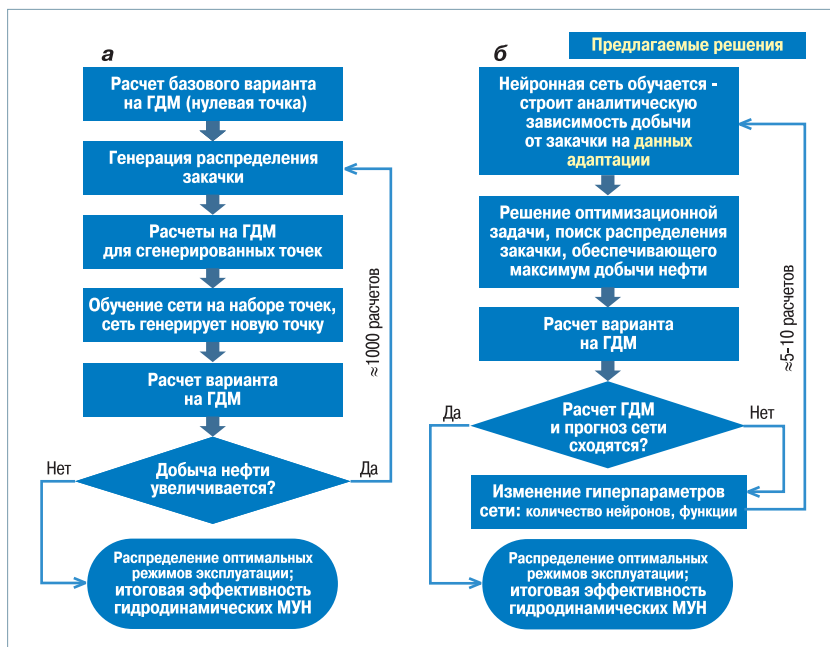 а
Расчет базового варианта
на ГДМ (нулевая точка)
Генерация распределения
закачки
Расчеты на ГДМ
для сгенерированных точек
Обучение сети на наборе точек,
сеть генерирует новую точку
Расчет варианта
на ГДМ
≈1000 расчетов
Нет
Добыча нефти
увеличивается?
Да
Распределение оптимальных
режимов эксплуатации;
итоговая эффективность
гидродинамических МУН
б
Предлагаемые решения
Нейронная сеть обучается -
строит аналитическую
зависимость добычи
от закачки на данных
адаптации
Решение оптимизационной
задачи, поиск распределения
закачки, обеспечивающего
максимум добычи нефти
Расчет варианта
на ГДМ
≈5-10 расчетов
Да
Расчет ГДМ
и прогноз сети
сходятся?
Нет
Изменение гиперпараметров
сети: количество нейронов, функции
Распределение оптимальных
режимов эксплуатации;
итоговая эффективность
гидродинамических МУН